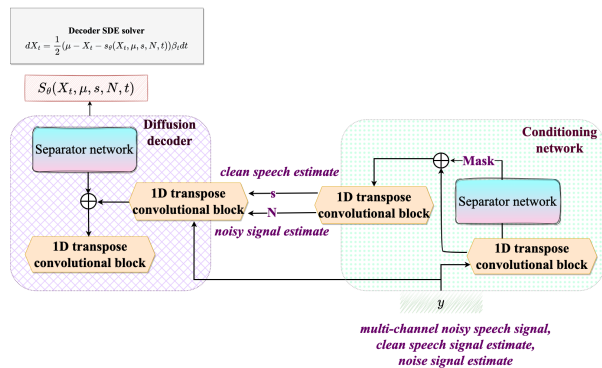 Decoder SDE solver
dX_t = \frac{1}{2}(μ − X_t − s_θ(X_t, μ, s, N, t))β_t dt
S_θ(X_t, μ, s, N, t)
Diffusion
decoder
Separator network
1D transpose
convolutional block
1D transpose
convolutional block
clean speech estimate
s
N
noisy signal estimate
Conditioning
network
Mask
1D transpose
convolutional block
Separator network
1D transpose
convolutional block
y
multi-channel noisy speech signal,
clean speech signal estimate,
noise signal estimate